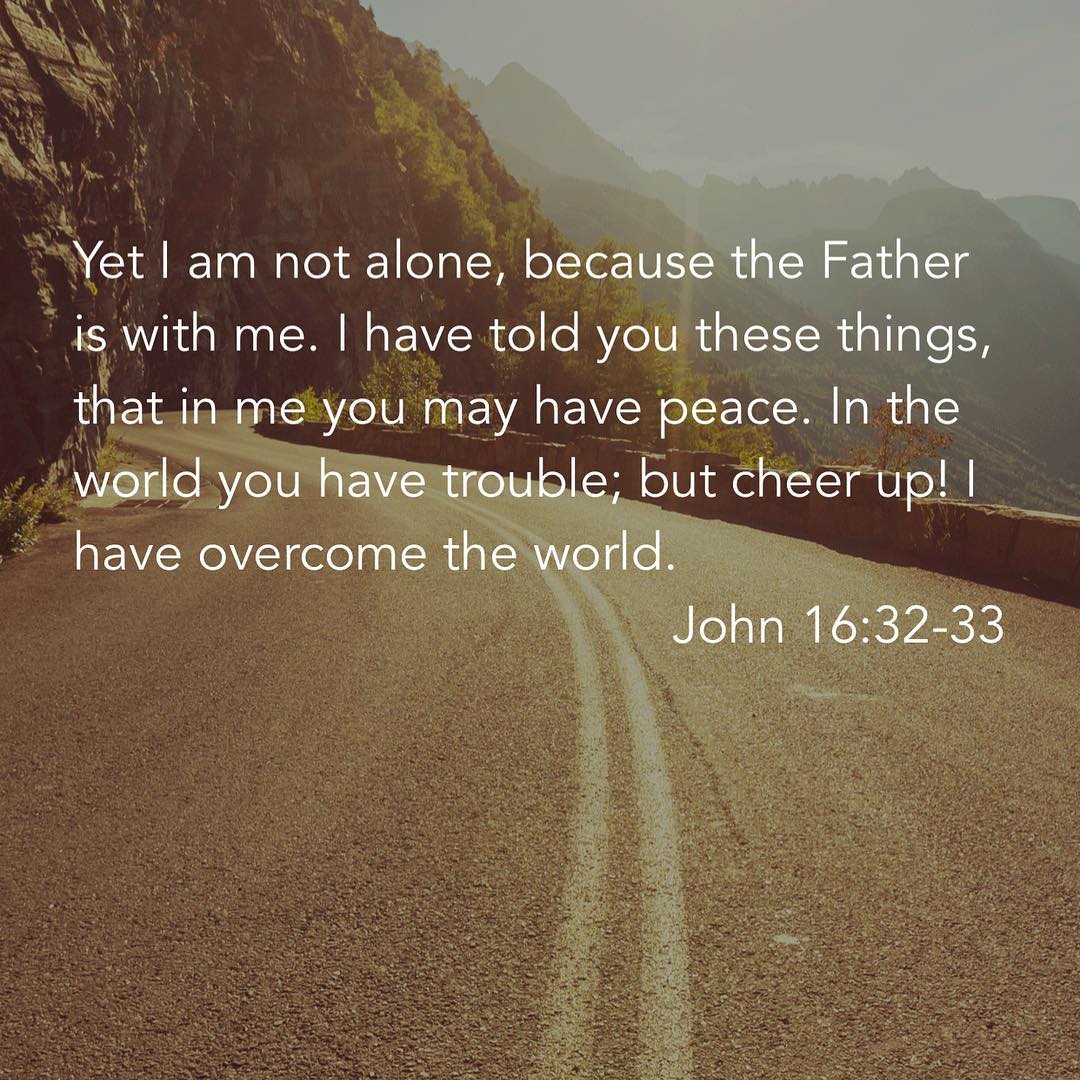 Yet I am not alone, because the Father
is with me. I have told you these things,
that in me you may have peace. In the
world you have trouble; but cheer up! I
have overcome the world.
John 16:32-33